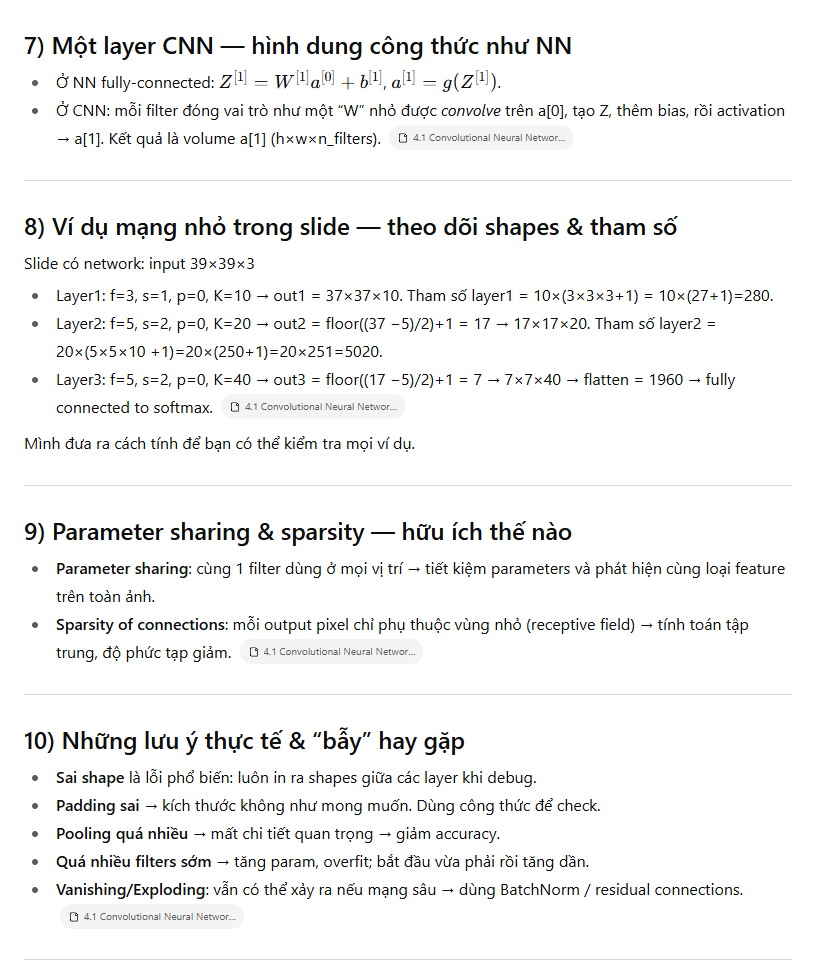 7) Một layer CNN — hình dung công thức như NN
Ở NN fully-connected: Z^[1] = W^[1]a^[0] + b^[1], a^[1] = g(Z^[1]).
Ở CNN: mỗi filter đóng vai trò như một “W” nhỏ được convolve trên a[0], tạo Z, thêm bias, rồi activation
→ a[1]. Kết quả là volume a[1] (h×w×n_filters). 4.1 Convolutional Neural Networ...
8) Ví dụ mạng nhỏ trong slide — theo dõi shapes & tham số
Slide có network: input 39×39×3
Layer1: f=3, s=1, p=0, K=10 → out1 = 37×37×10. Tham số layer1 = 10×(3×3×3+1) = 10×(27+1)=280.
Layer2: f=5, s=2, p=0, K=20 → out2 = floor((37 −5)/2)+1 = 17 → 17×17×20. Tham số layer2 =
20×(5×5×10 +1)=20×(250+1)=20×251=5020.
Layer3: f=5, s=2, p=0, K=40 → out3 = floor((17 −5)/2)+1 = 7 → 7×7×40 → flatten = 1960 → fully
connected to softmax. 4.1 Convolutional Neural Networ...
Mình đưa ra cách tính để bạn có thể kiểm tra mọi ví dụ.
9) Parameter sharing & sparsity — hữu ích thế nào
Parameter sharing: cùng 1 filter dùng ở mọi vị trí → tiết kiệm parameters và phát hiện cùng loại feature
trên toàn ảnh.
Sparsity of connections: mỗi output pixel chỉ phụ thuộc vùng nhỏ (receptive field) → tính toán tập
trung, độ phức tạp giảm. 4.1 Convolutional Neural Networ...
10) Những lưu ý thực tế & “bẫy” hay gặp
Sai shape là lỗi phổ biến: luôn in ra shapes giữa các layer khi debug.
Padding sai → kích thước không như mong muốn. Dùng công thức để check.
Pooling quá nhiều → mất chi tiết quan trọng → giảm accuracy.
Quá nhiều filters sớm → tăng param, overfit; bắt đầu vừa phải rồi tăng dần.
Vanishing/Exploding: vẫn có thể xảy ra nếu mạng sâu → dùng BatchNorm / residual connections.
4.1 Convolutional Neural Networ...